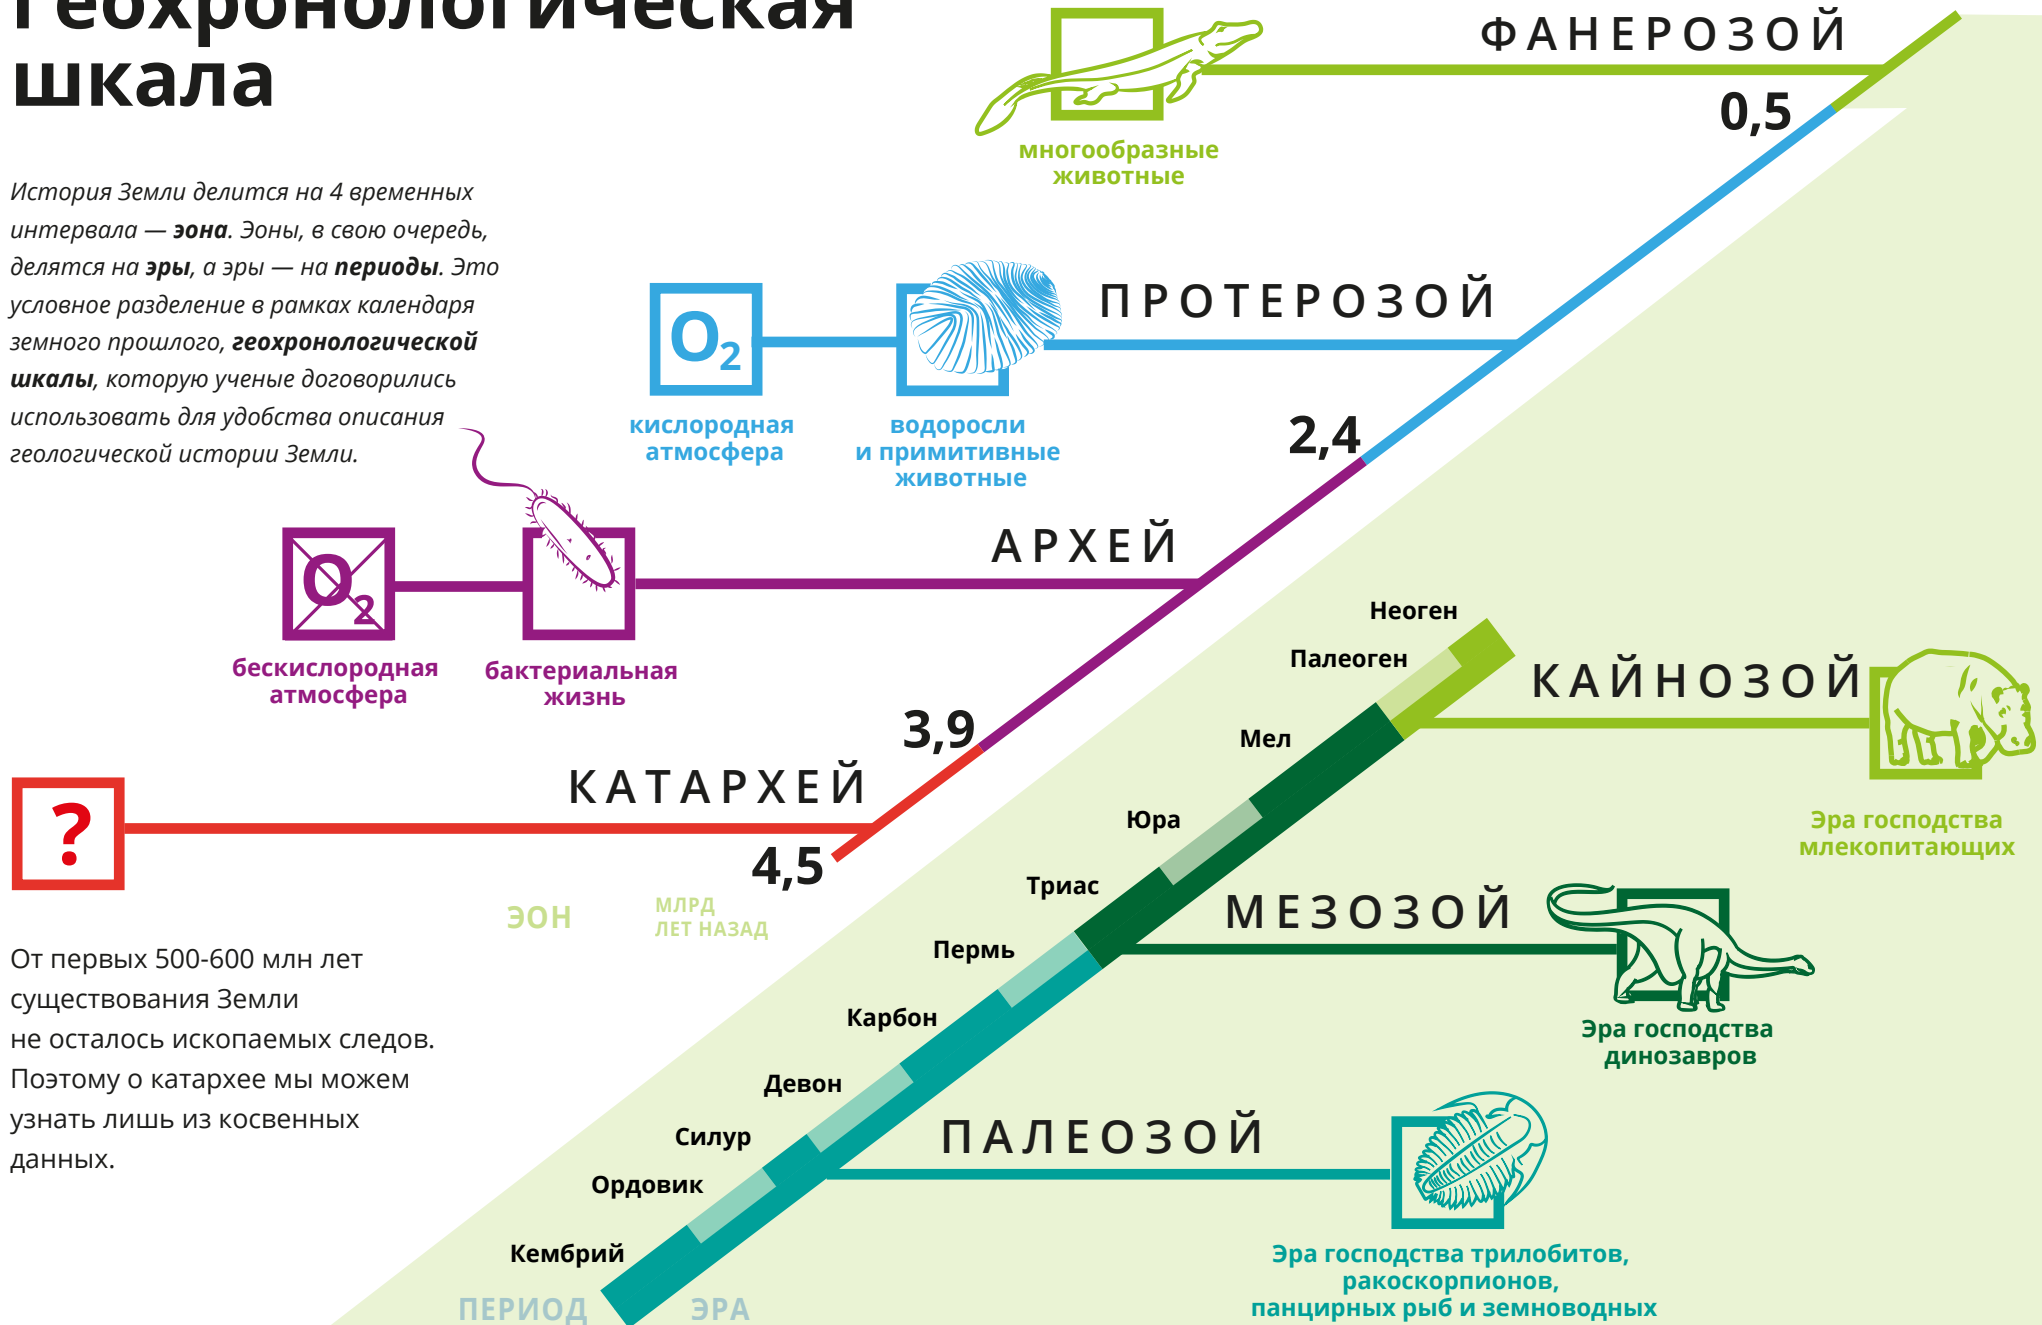 Геохронологическая
шкала
История Земли делится на 4 временных
интервала — эона. Эоны, в свою очередь,
делятся на эры, а эры — на периоды. Это
условное разделение в рамках календаря
земного прошлого, геохронологической
шкалы, которую ученые договорились
использовать для удобства описания
геологической истории Земли.
ФАНЕРОЗОЙ
0,5
многообразные
животные
ПРОТЕРОЗОЙ
O2
кислородная
атмосфера
водоросли
и примитивные
животные
2,4
АРХЕЙ
O2
бескислородная
атмосфера
бактериальная
жизнь
3,9
КАТАРХЕЙ
?
4,5
ЭОН
МЛРД
ЛЕТ НАЗАД
От первых 500-600 млн лет
существования Земли
не осталось ископаемых следов.
Поэтому о катархее мы можем
узнать лишь из косвенных
данных.
Неоген
Палеоген
КАЙНОЗОЙ
Эра господства
млекопитающих
Мел
Юра
Триас
МЕЗОЗОЙ
Эра господства
динозавров
Пермь
Карбон
Девон
Силур
Ордовик
Кембрий
ПАЛЕОЗОЙ
Эра господства трилобитов,
ракоскорпионов,
панцирных рыб и земноводных
ПЕРИОД
ЭРА